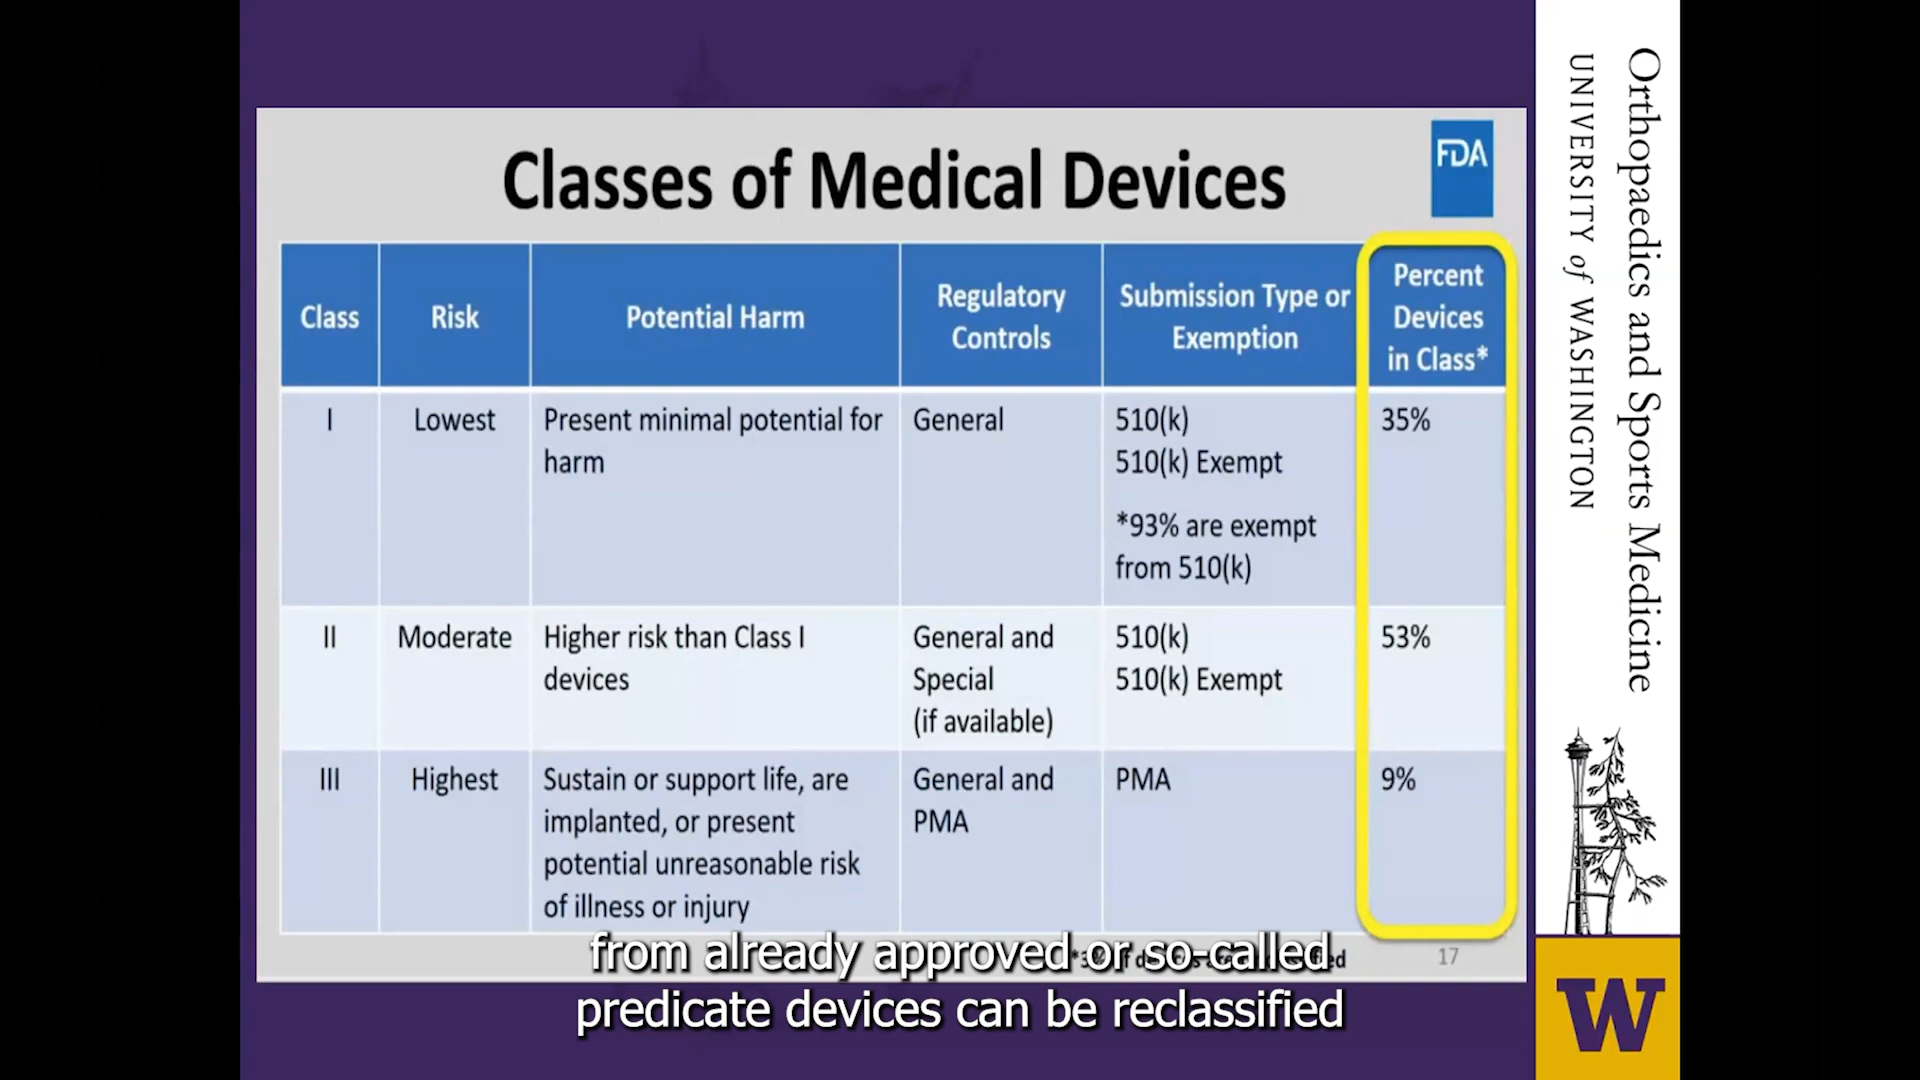 Classes of Medical Devices
FDA
Class
Risk
Potential Harm
Regulatory
Controls
Submission Type or
Exemption
Percent
Devices
in Class*
I
Lowest
Present minimal potential for
harm
General
510(k)
510(k) Exempt
*93% are exempt
from 510(k)
35%
II
Moderate
Higher risk than Class I
devices
General and
Special
(if available)
510(k)
510(k) Exempt
53%
III
Highest
Sustain or support life, are
implanted, or present
potential unreasonable risk
of illness or injury
General and
PMA
PMA
9%
17
from already approved or so-called
predicate devices can be reclassified
Orthopaedics and Sports Medicine
UNIVERSITY of WASHINGTON
W